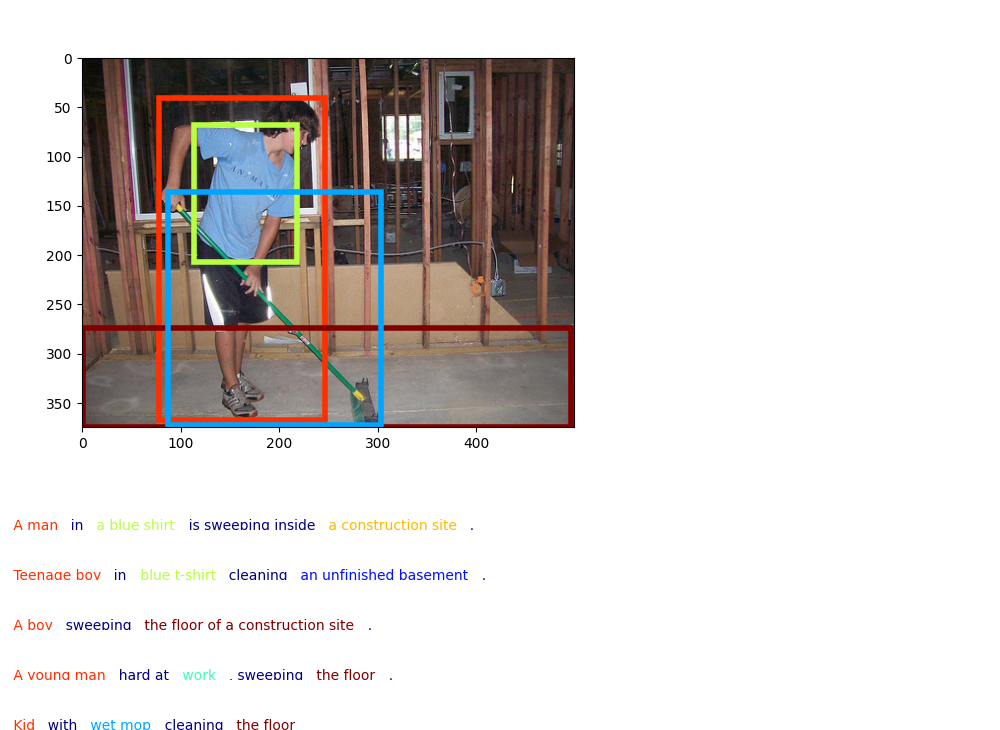 0
50
100
150
200
250
300
350
0 100 200 300 400
A man in a blue shirt is sweeping inside a construction site .
Teenage boy in blue t-shirt cleaning an unfinished basement .
A boy sweeping the floor of a construction site .
A young man hard at work , sweeping the floor .
Kid with wet mop cleaning the floor